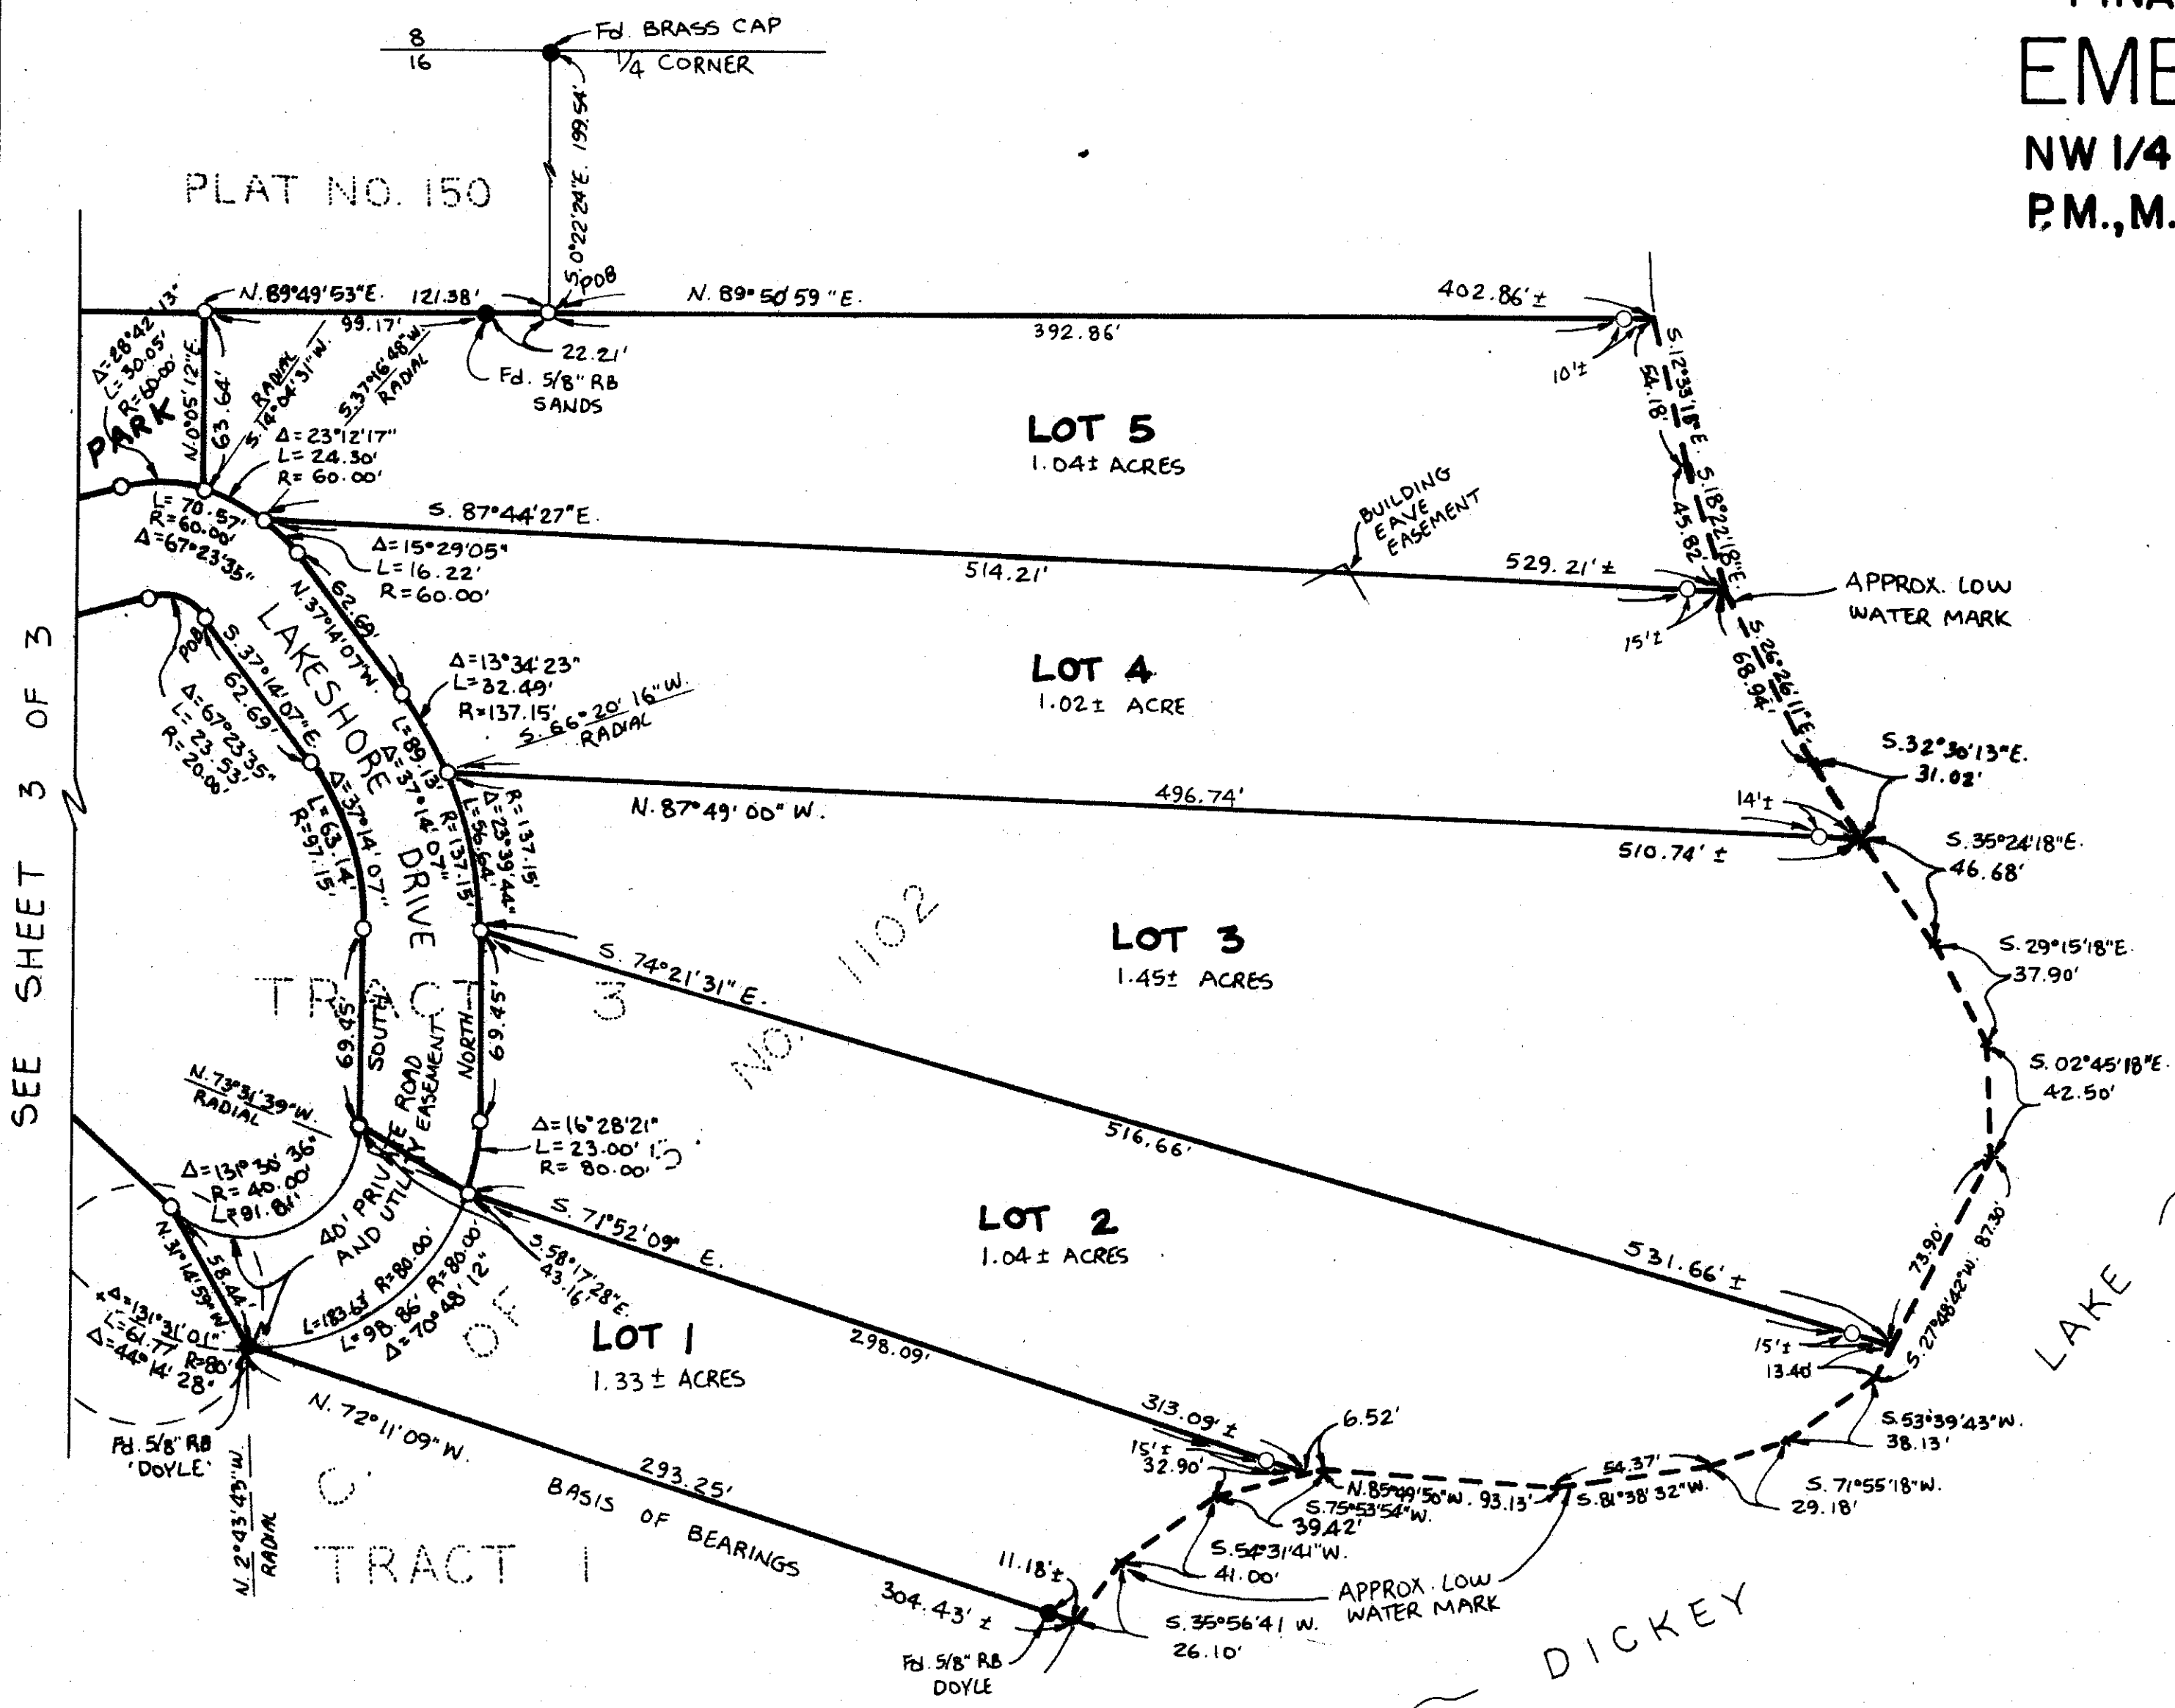 FINA
EME
NW 1/4
P.M., M.
8
16
Fd. BRASS CAP
1/4 CORNER
S.0°22'24"E. 199.54'
PLAT NO. 150
N.89°49'53"E. 121.38'
99.17'
POB
N. 89°50'59"E.
402.86'±
392.86'
22.21'
Fd. 5/8" RB
SANDS
10'±
Δ=28°42'13"
L=30.05'
R=60.00'
PARK
N.0°05'12"E.
63.64'
RADIAL
S.14°04'31"W.
S.37°16'48"W.
RADIAL
Δ=23°12'17"
L=24.30'
R=60.00'
LOT 5
1.04± ACRES
S.12°33'18"E.
54.18'
S.18°22'18"E.
45.82'
L=70.57'
R=60.00'
Δ=67°23'35"
S. 87°44'27"E.
514.21'
529.21'±
BUILDING
EAVE
EASEMENT
Δ=15°29'05"
L=16.22'
R=60.00'
15'±
APPROX. LOW
WATER MARK
POB
62.69'
N.37°14'07"W.
S.37°14'07"E.
62.69'
LAKESHORE DRIVE
Δ=67°23'35"
L=23.53'
R=20.00'
Δ=13°34'23"
L=32.49'
R=137.15'
S.66°20'16"W.
RADIAL
LOT 4
1.02± ACRE
S.26°26'11"E.
68.94'
S.32°30'13"E.
31.02'
L=89.13'
Δ=37°14'07"
R=137.15'
R=137.15'
Δ=23°39'44"
L=56.64'
N.87°49'00"W.
496.74'
14'±
510.74'±
Δ=37°14'07"
L=63.14'
R=97.15'
S.35°24'18"E.
46.68'
SEE SHEET 3 OF 3
LOT 3
1.45± ACRES
S.29°15'18"E.
37.90'
S. 74°21'31"E.
516.66'
531.66'±
TRACT 3
NO. 1102
69.45'
SOUTH
NORTH
69.45'
S.02°45'18"E.
42.50'
N.73°31'39"W.
RADIAL
40' PRIVATE ROAD
AND UTILITY EASEMENT
Δ=16°28'21"
L=23.00'
R=80.00'
C.
OF
Δ=131°30'36"
R=40.00'
L=91.81'
S. 71°52'09" E.
298.09'
313.09'±
S.58°17'28"E.
43.16'
LOT 2
1.04± ACRES
73.90'
S.27°48'42"W. 87.30'
15'±
13.40'
N.31°14'59"W.
58.44'
L=183.63' R=80.00'
L=98.86' R=80.00'
Δ=70°48'12"
Δ=131°31'01"
L=61.77' R=80'
Δ=44°14'28"
LOT 1
1.33± ACRES
LAKE
S.53°39'43"W.
38.13'
S.71°55'18"W.
29.18'
54.37'
S.81°38'32"W.
N.85°49'50"W. 93.13'
6.52'
15'±
32.90'
S.75°53'54"W.
39.42'
S.54°31'41"W.
41.00'
Fd. 5/8" RB
'DOYLE'
N. 72°11'09"W.
293.25'
BASIS OF BEARINGS
304.43'±
11.18'±
N.2°43'43"W.
RADIAL
C.
TRACT 1
APPROX. LOW
WATER MARK
S.35°56'41 W.
26.10'
Fd. 5/8" RB
DOYLE
DICKEY